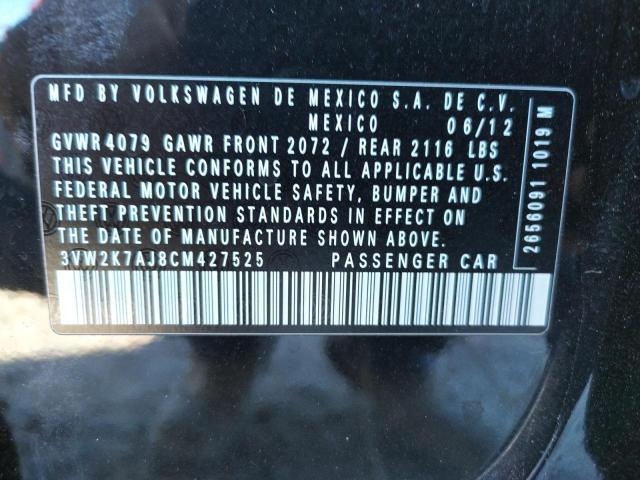 MFD BY VOLKSWAGEN DE MEXICO S.A. DE C.V.
MEXICO 06/12
GVWR 4079 GAWR FRONT 2072 / REAR 2116 LBS
THIS VEHICLE CONFORMS TO ALL APPLICABLE U.S.
FEDERAL MOTOR VEHICLE SAFETY, BUMPER AND
THEFT PREVENTION STANDARDS IN EFFECT ON
THE DATE OF MANUFACTURE SHOWN ABOVE.
3VW2K7AJ8CM427525 PASSENGER CAR
2656091 1019 M